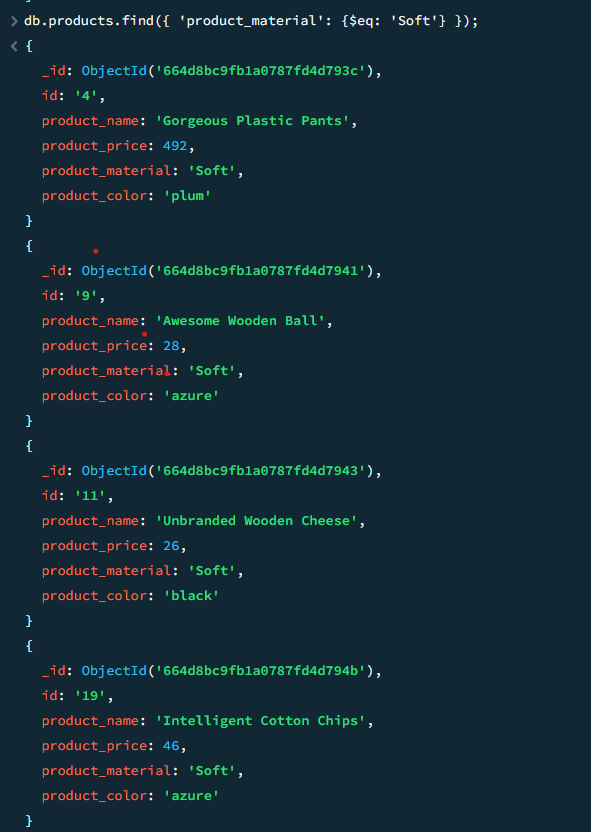 > db.products.find({ 'product_material': {$eq: 'Soft'} });
< {
_id: ObjectId('664d8bc9fb1a0787fd4d793c'),
id: '4',
product_name: 'Gorgeous Plastic Pants',
product_price: 492,
product_material: 'Soft',
product_color: 'plum'
}
{
_id: ObjectId('664d8bc9fb1a0787fd4d7941'),
id: '9',
product_name: 'Awesome Wooden Ball',
product_price: 28,
product_material: 'Soft',
product_color: 'azure'
}
{
_id: ObjectId('664d8bc9fb1a0787fd4d7943'),
id: '11',
product_name: 'Unbranded Wooden Cheese',
product_price: 26,
product_material: 'Soft',
product_color: 'black'
}
{
_id: ObjectId('664d8bc9fb1a0787fd4d794b'),
id: '19',
product_name: 'Intelligent Cotton Chips',
product_price: 46,
product_material: 'Soft',
product_color: 'azure'
}